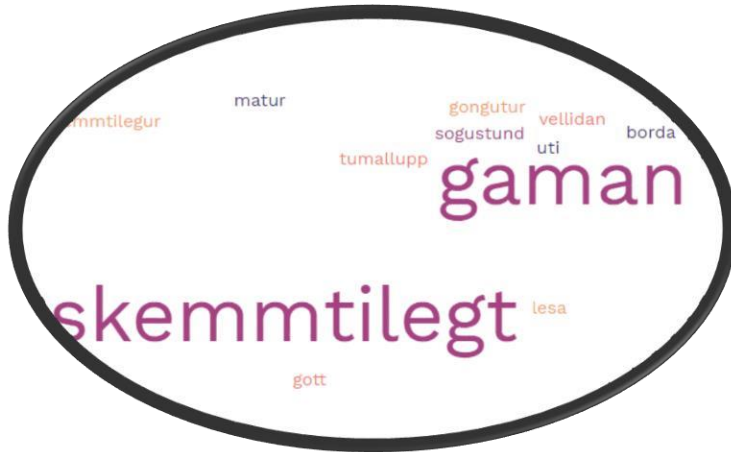 matur
gongutur
mmtilegur
vellidan
sogustund
borda
uti
tumallupp
gaman
skemmtilegt
lesa
gott